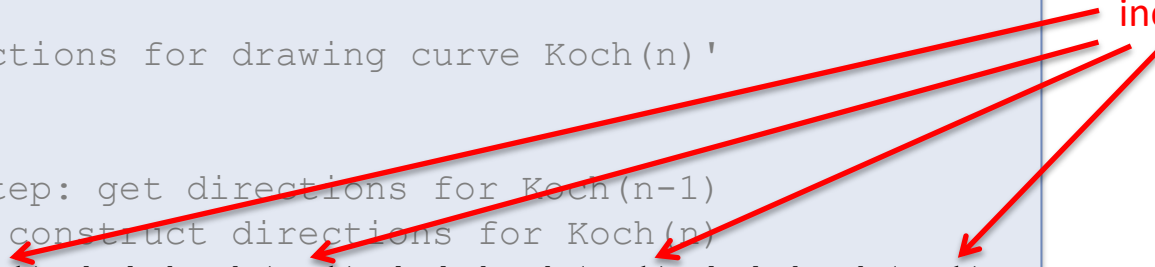 ctions for drawing curve Koch(n)'
tep: get directions for Koch(n-1)
construct directions for Koch(n)